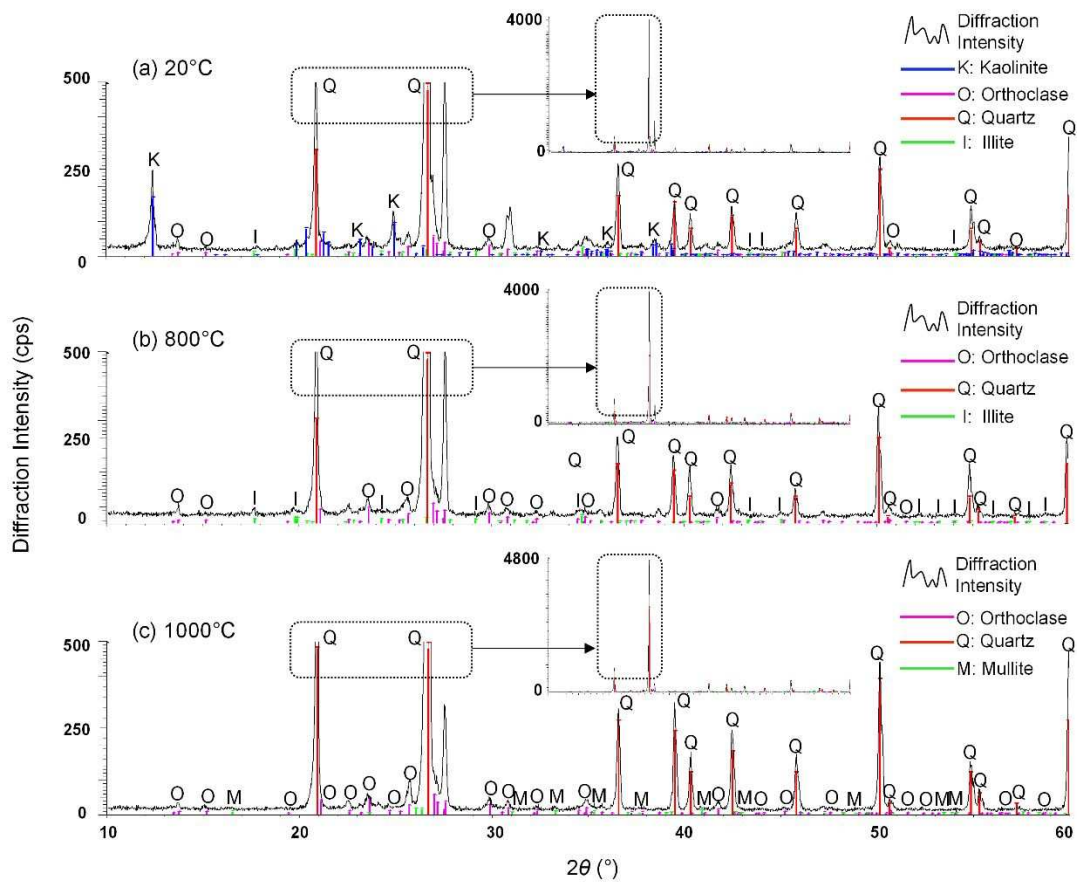 4000
0
Diffraction
Intensity
K: Kaolinite
O: Orthoclase
Q: Quartz
I: Illite
(a) 20°C
500
250
0
K O O I Q K K Q O K K K Q Q Q Q Q Q O I I I Q Q O Q
4000
0
Diffraction
Intensity
O: Orthoclase
Q: Quartz
I: Illite
(b) 800°C
500
250
0
O O I I Q O I O Q O O O Q I O Q Q Q O Q I I Q Q Q O I I I Q Q I Q I I Q
4800
0
Diffraction
Intensity
O: Orthoclase
Q: Quartz
M: Mullite
(c) 1000°C
500
250
0
O O M O Q O O O O O Q O O M M O M Q M Q Q M Q M O O Q O M Q Q O O M M Q Q O Q O Q
10 20 30 40 50 60
2θ (°)
Diffraction Intensity (cps)